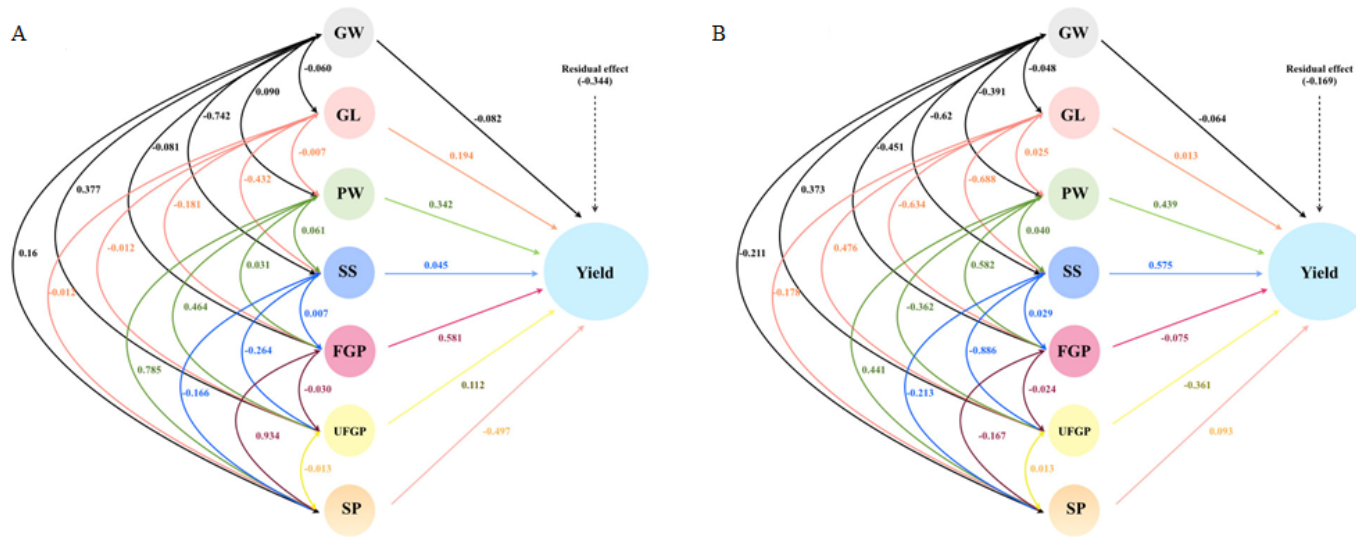 A
GW
Residual effect
(-0.344)
-0.060
0.090
-0.742
-0.081
0.377
0.16
-0.082
GL
-0.007
-0.432
-0.181
-0.012
-0.012
0.194
PW
0.061
0.031
0.464
0.785
0.342
SS
0.007
-0.264
-0.166
0.045
Yield
FGP
-0.030
0.934
0.581
UFGP
-0.013
0.112
SP
-0.497
B
GW
Residual effect
(-0.169)
-0.048
-0.391
-0.62
-0.451
0.373
-0.211
-0.064
GL
0.025
-0.688
-0.634
0.476
-0.178
0.013
PW
0.040
0.582
-0.362
0.441
0.439
SS
0.029
-0.886
-0.213
0.575
Yield
FGP
-0.024
-0.167
-0.075
UFGP
0.013
-0.361
SP
0.093